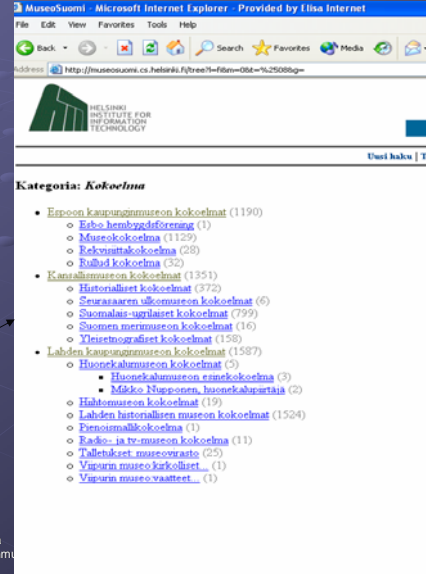 MuseoSuomi - Microsoft Internet Explorer - Provided by Elisa Internet
File Edit View Favorites Tools Help
Back Search Favorites Media
Address http://museosuomi.cs.helsinki.fi/tree?l=fi&m=0&t=%2508&g=
HELSINKI
INSTITUTE FOR
INFORMATION
TECHNOLOGY
Uusi haku | T
Kategoria: Kokoelma
Espoon kaupunginmuseon kokoelmat (1190)
Esbo hembygdsförening (1)
Museokokoelma (1129)
Rekvisiittakokoelma (28)
Rullud kokoelma (32)
Kansallismuseon kokoelmat (1351)
Historialliset kokoelmat (372)
Seurasaaren ulkomuseon kokoelmat (6)
Suomalais-ugrilaiset kokoelmat (799)
Suomen merimuseon kokoelmat (16)
Yleisetnografiset kokoelmat (158)
Lahden kaupunginmuseon kokoelmat (1587)
Huonekalumuseon kokoelmat (5)
Huonekalumuseon esinekokoelma (3)
Mikko Nupponen, huonekalupiirtäjä (2)
Hiihtomuseon kokoelmat (19)
Lahden historiallisen museon kokoelmat (1524)
Pienoismallikokoelma (1)
Radio- ja tv-museon kokoelma (11)
Talletukset: museovirasto (25)
Viipurin museo:kirkolliset... (1)
Viipurin museo:vaatteet... (1)